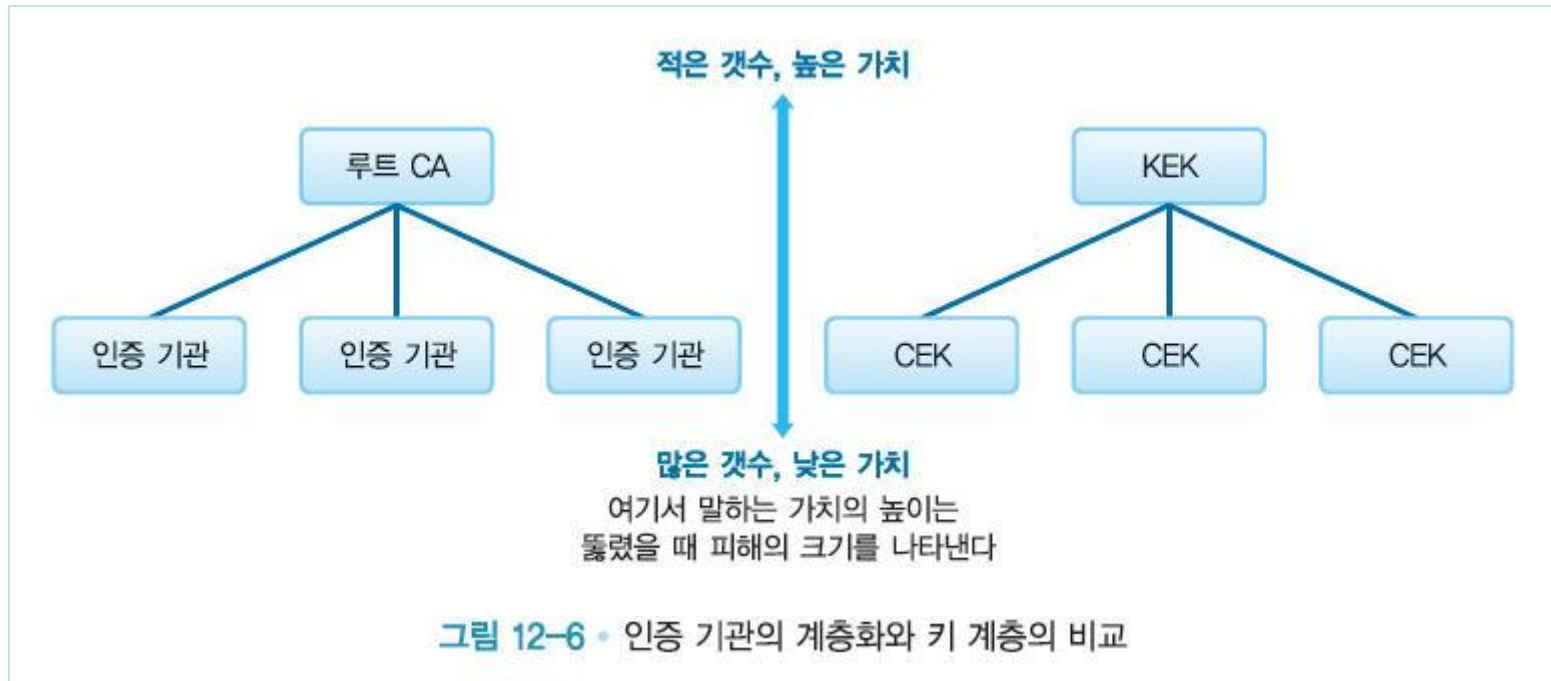 적은 갯수, 높은 가치
루트 CA
KEK
인증 기관
인증 기관
인증 기관
CEK
CEK
CEK
많은 갯수, 낮은 가치
여기서 말하는 가치의 높이는
뚫렸을 때 피해의 크기를 나타낸다
그림 12-6 • 인증 기관의 계층화와 키 계층의 비교